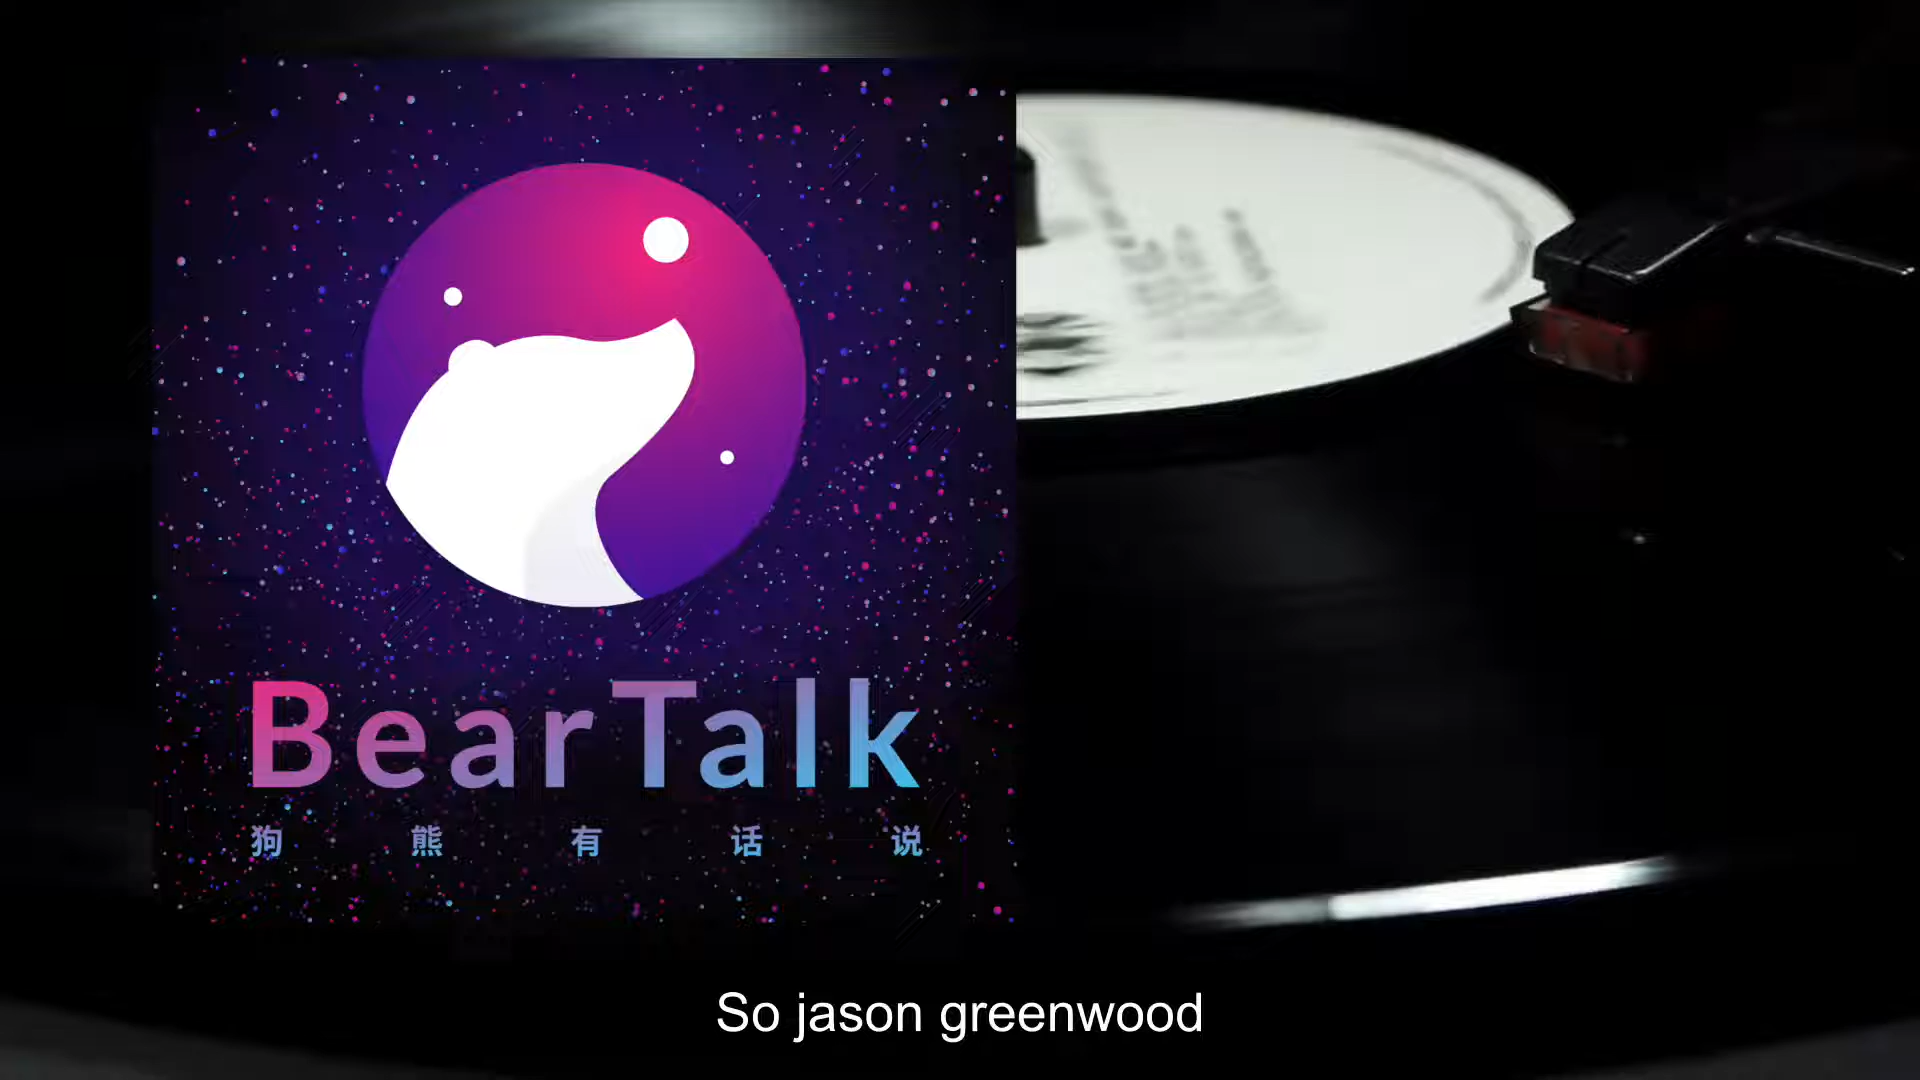 BearTalk
狗熊有话说
So jason greenwood